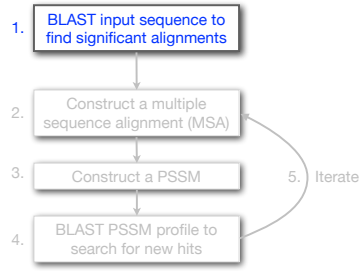 1. BLAST input sequence to
find significant alignments
2. Construct a multiple
sequence alignment (MSA)
3. Construct a PSSM
5. Iterate
4. BLAST PSSM profile to
search for new hits